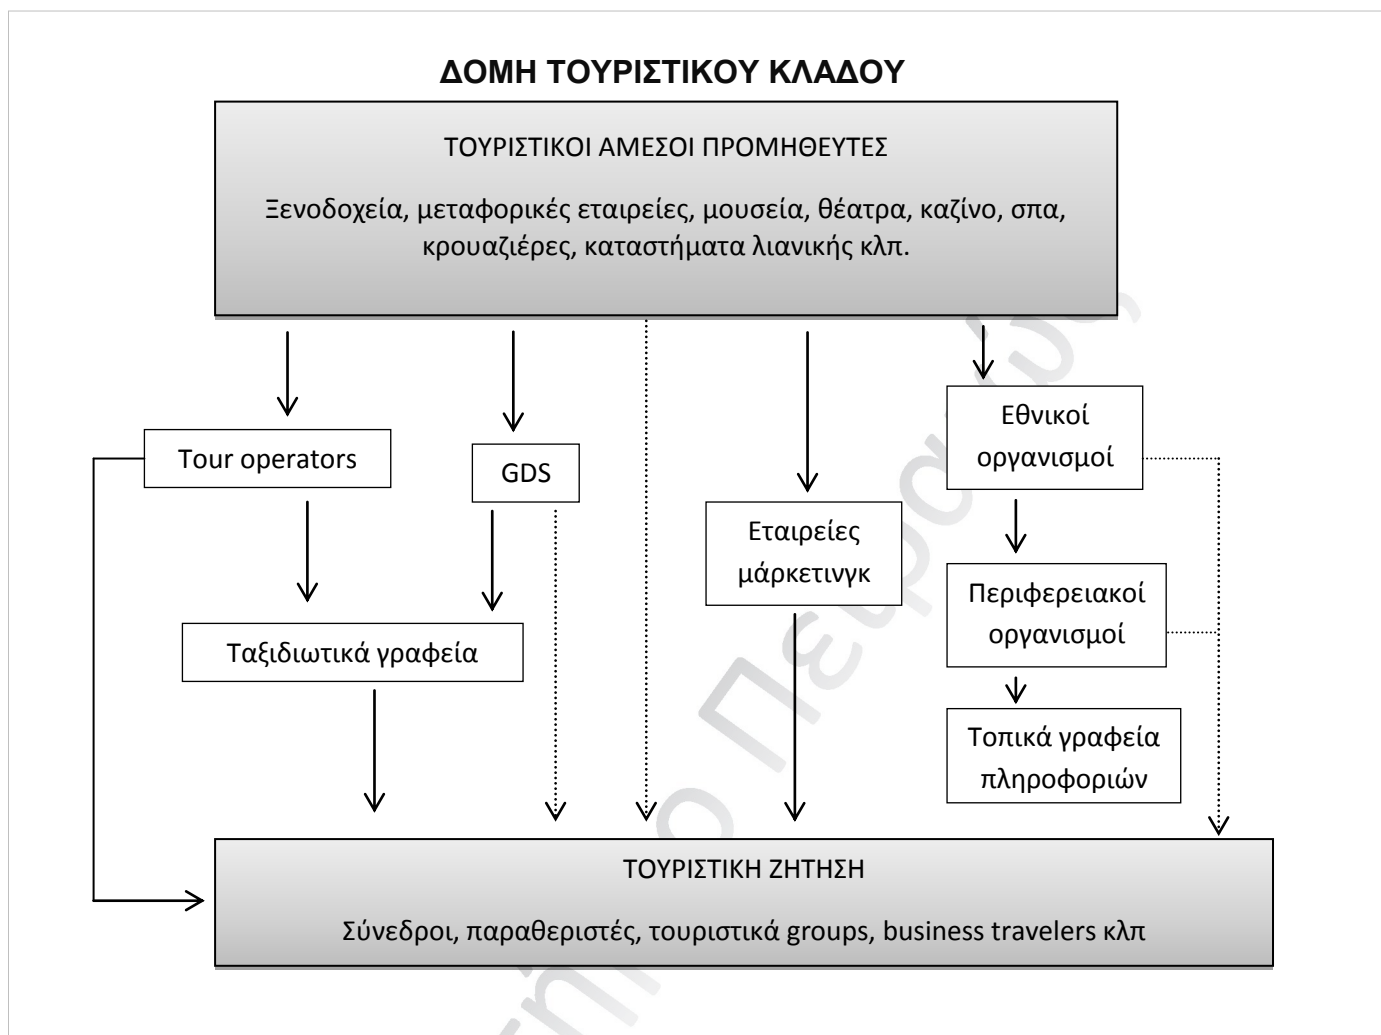 ΔΟΜΗ ΤΟΥΡΙΣΤΙΚΟΥ ΚΛΑΔΟΥ
ΤΟΥΡΙΣΤΙΚΟΙ ΑΜΕΣΟΙ ΠΡΟΜΗΘΕΥΤΕΣ
Ξενοδοχεία, μεταφορικές εταιρείες, μουσεία, θέατρα, καζίνο, σπα,
κρουαζιέρες, καταστήματα λιανικής κλπ.
Tour operators
GDS
Εταιρείες
μάρκετινγκ
Εθνικοί
οργανισμοί
Περιφερειακοί
οργανισμοί
Ταξιδιωτικά γραφεία
Τοπικά γραφεία
πληροφοριών
ΤΟΥΡΙΣΤΙΚΗ ΖΗΤΗΣΗ
Σύνεδροι, παραθεριστές, τουριστικά groups, business travelers κλπ